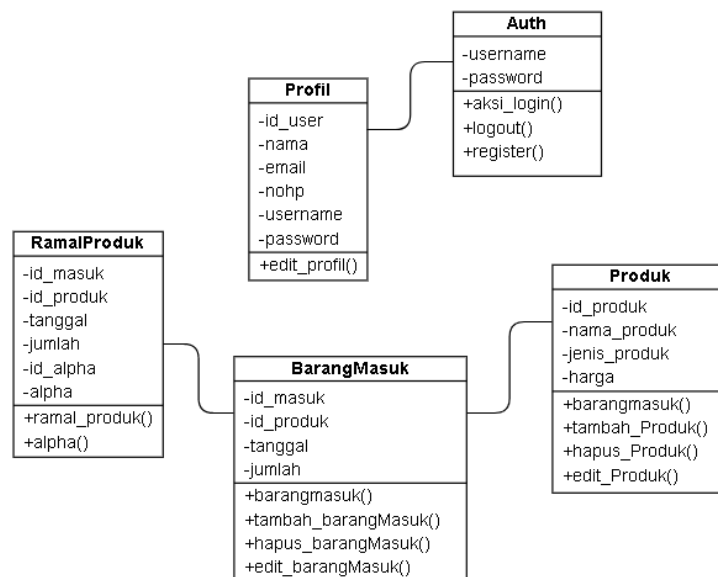 Auth
-username
-password
+aksi_login()
+logout()
+register()
Profil
-id_user
-nama
-email
-nohp
-username
-password
+edit_profil()
RamalProduk
-id_masuk
-id_produk
-tanggal
-jumlah
-id_alpha
-alpha
+ramal_produk()
+alpha()
BarangMasuk
-id_masuk
-id_produk
-tanggal
-jumlah
+barangmasuk()
+tambah_barangMasuk()
+hapus_barangMasuk()
+edit_barangMasuk()
Produk
-id_produk
-nama_produk
-jenis_produk
-harga
+barangmasuk()
+tambah_Produk()
+hapus_Produk()
+edit_Produk()